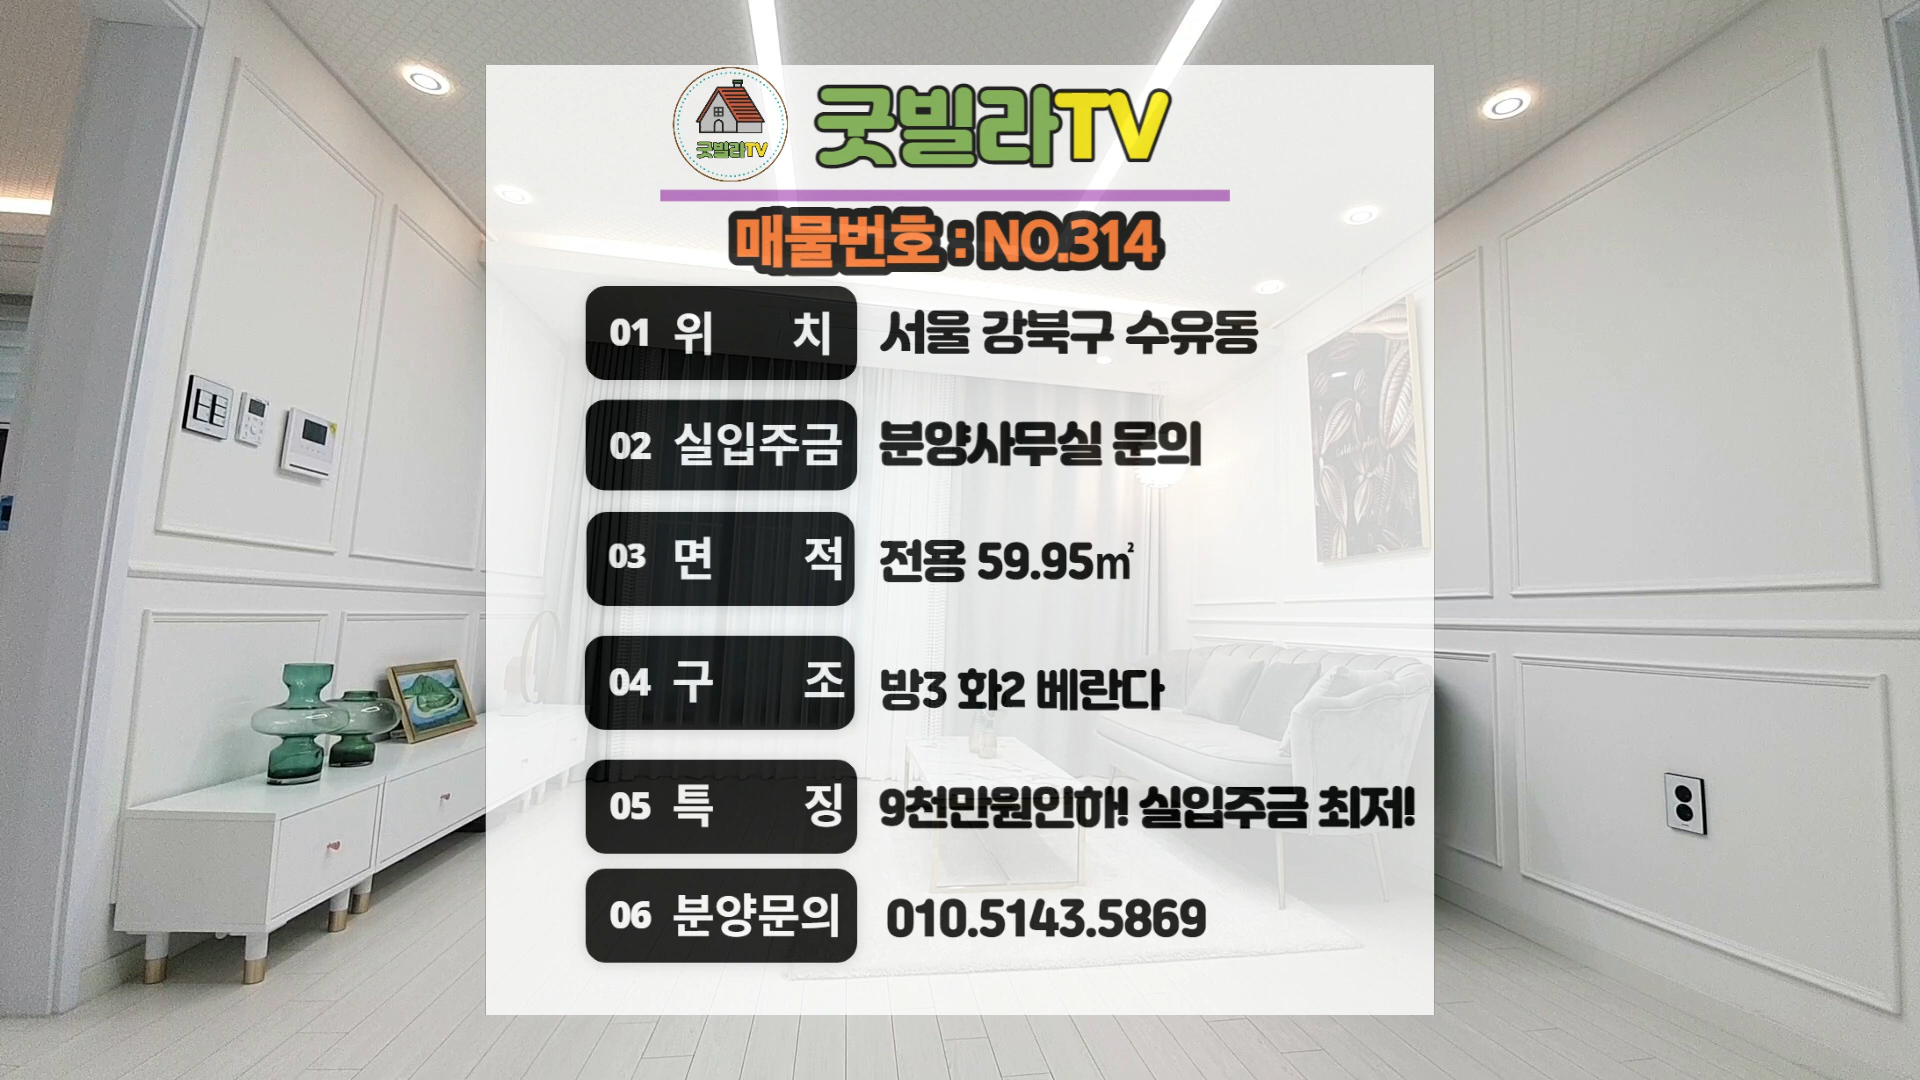 굿빌라TV
굿빌라TV
매물번호 : NO.314
01 위 치 서울 강북구 수유동
02 실입주금 분양사무실 문의
03 면 적 전용 59.95㎡
04 구 조 방3 화2 베란다
05 특 징 9천만원인하! 실입주금 최저!
06 분양문의 010.5143.5869